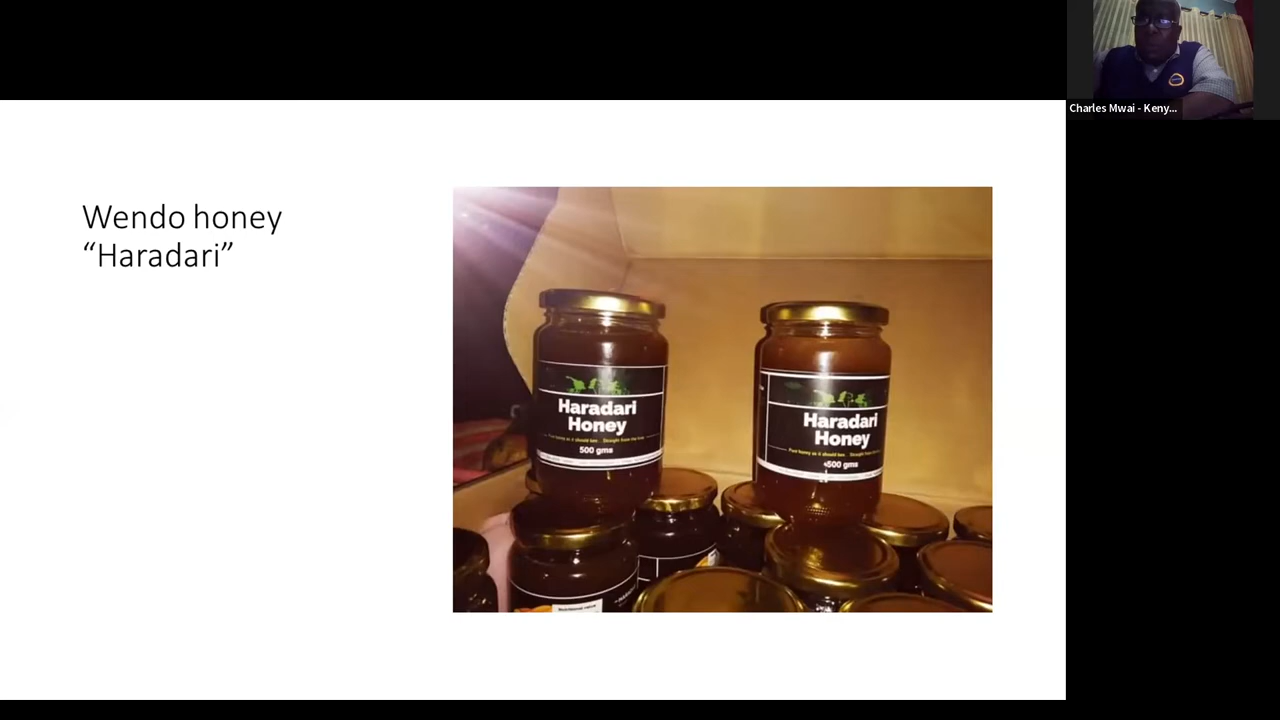 Charles Mwai - Keny...
Wendo honey
“Haradari”
Haradari
Honey
500 gms
Haradari
Honey
500 gms